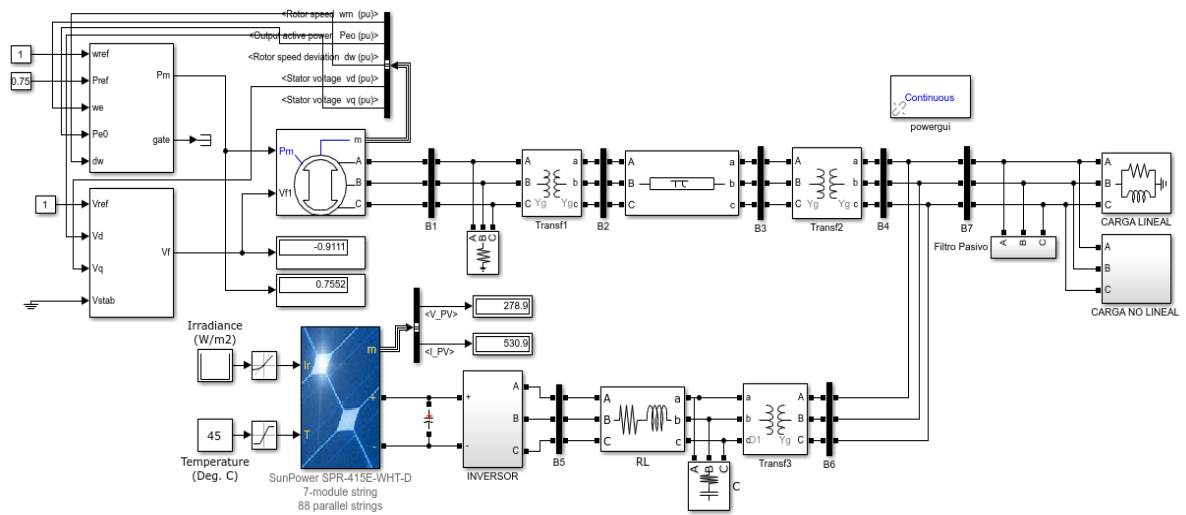 <Rotor speed wm (pu)>
<Output active power Peo (pu)>
<Rotor speed deviation dw (pu)>
<Stator voltage vd (pu)>
<Stator voltage vq (pu)>
1
0.75
wref
Pref
we
Pe0
dw
Pm
gate
1
Vref
Vd
Vq
Vstab
Vf
Pm
Vf1
m
A
B
C
-0.9111
0.7552
B1
A
B
C
A
B
C
a
b
c
Yg
Yg
Transf1
B2
B3
A
B
C
a
b
c
Yg
Yg
Transf2
B4
Continuous
powergui
B7
Filtro Pasivo
A
B
C
A
B
C
CARGA LINEAL
A
B
C
CARGA NO LINEAL
Irradiance
(W/m2)
45
Temperature
(Deg. C)
Ir
T
m
+
-
SunPower SPR-415E-WHT-D
7-module string
88 parallel strings
<V_PV>
<I_PV>
278.9
530.9
+
-
A
B
C
INVERSOR
B5
A
B
C
a
b
c
RL
A
B
C
C
a
b
c
D1
Yg
A
B
C
Transf3
B6